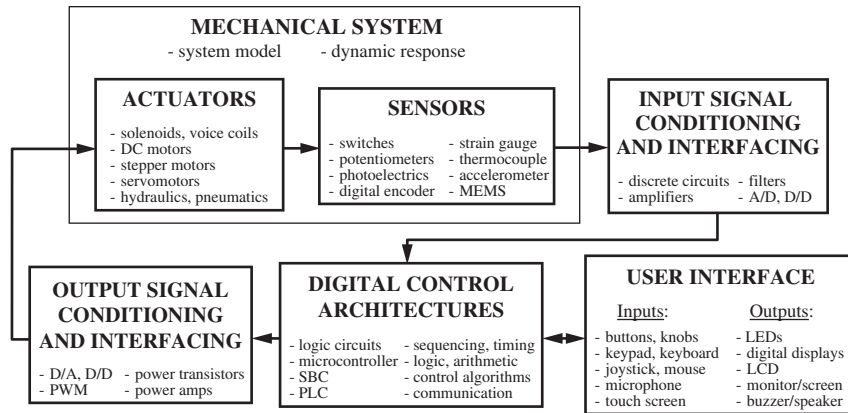 MECHANICAL SYSTEM
- system model - dynamic response
ACTUATORS
- solenoids, voice coils
- DC motors
- stepper motors
- servomotors
- hydraulics, pneumatics
SENSORS
- switches - strain gauge
- potentiometers - thermocouple
- photoelectrics - accelerometer
- digital encoder - MEMS
INPUT SIGNAL
CONDITIONING
AND INTERFACING
- discrete circuits - filters
- amplifiers - A/D, D/D
OUTPUT SIGNAL
CONDITIONING
AND INTERFACING
- D/A, D/D - power transistors
- PWM - power amps
DIGITAL CONTROL
ARCHITECTURES
- logic circuits - sequencing, timing
- microcontroller - logic, arithmetic
- SBC - control algorithms
- PLC - communication
USER INTERFACE
Inputs: Outputs:
- buttons, knobs - LEDs
- keypad, keyboard - digital displays
- joystick, mouse - LCD
- microphone - monitor/screen
- touch screen - buzzer/speaker